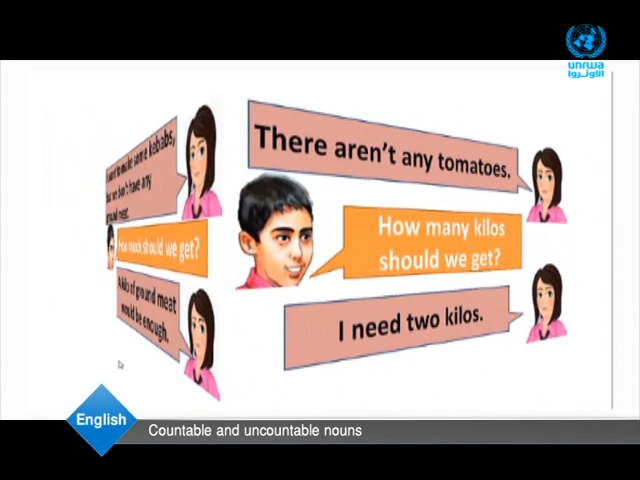 unrwa
الأونروا
I want to make some kebabs,
but we don't have any
ground meat.
How much should we get?
A kilo of ground meat
would be enough.
There aren't any tomatoes.
How many kilos
should we get?
I need two kilos.
English
Countable and uncountable nouns